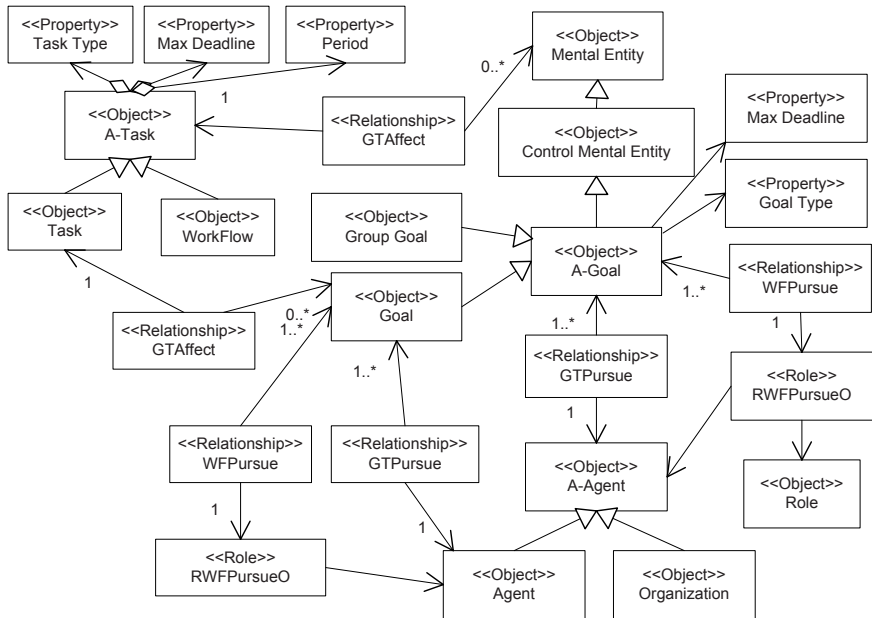 <<Property>>
Task Type
<<Property>>
Max Deadline
<<Property>>
Period
<<Object>>
Mental Entity
0..*
1
<<Object>>
A-Task
<<Relationship>>
GTAffect
<<Object>>
Control Mental Entity
<<Property>>
Max Deadline
<<Property>>
Goal Type
<<Object>>
Task
<<Object>>
WorkFlow
<<Object>>
Group Goal
<<Object>>
A-Goal
<<Relationship>>
WFPursue
1
1..*
<<Object>>
Goal
0..*
1..*
1..*
1
<<Relationship>>
GTAffect
<<Relationship>>
GTPursue
1..*
<<Role>>
RWFPursueO
1
<<Relationship>>
WFPursue
<<Relationship>>
GTPursue
<<Object>>
A-Agent
<<Object>>
Role
1
1
<<Role>>
RWFPursueO
<<Object>>
Agent
<<Object>>
Organization